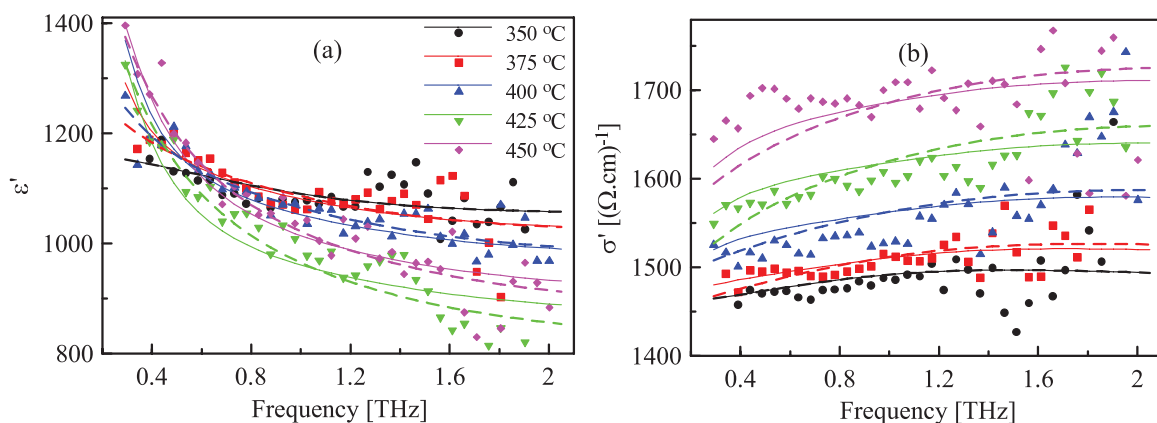 1400
1200
1000
800
ε'
0.4
0.8
1.2
1.6
2
Frequency [THz]
(a)
350 °C
375 °C
400 °C
425 °C
450 °C
1700
1600
1500
1400
σ' [(Ω.cm)-1]
0.4
0.8
1.2
1.6
2
Frequency [THz]
(b)